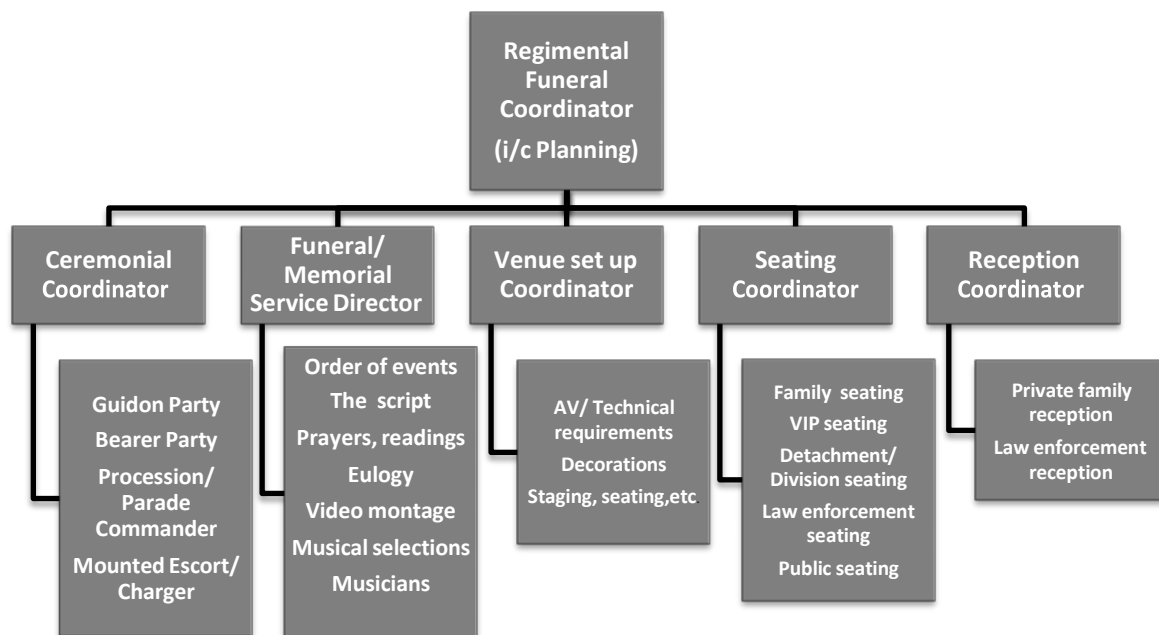 Regimental
Funeral
Coordinator
(i/c Planning)
Ceremonial
Coordinator
Funeral/
Memorial
Service Director
Venue set up
Coordinator
Seating
Coordinator
Reception
Coordinator
Guidon Party
Bearer Party
Procession/
Parade
Commander
Mounted Escort/
Charger
Order of events
The script
Prayers, readings
Eulogy
Video montage
Musical selections
Musicians
AV/ Technical
requirements
Decorations
Staging, seating,etc
Family seating
VIP seating
Detachment/
Division seating
Law enforcement
seating
Public seating
Private family
reception
Law enforcement
reception